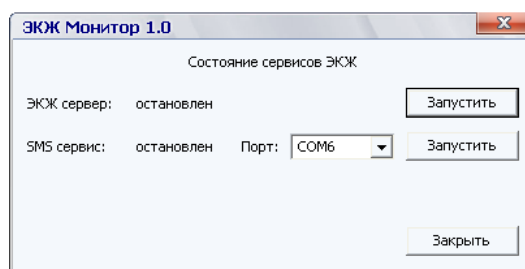 ЭКЖ Монитор 1.0
Состояние сервисов ЭКЖ
ЭКЖ сервер: остановлен Запустить
SMS сервис: остановлен Порт: COM6 Запустить
Закрыть